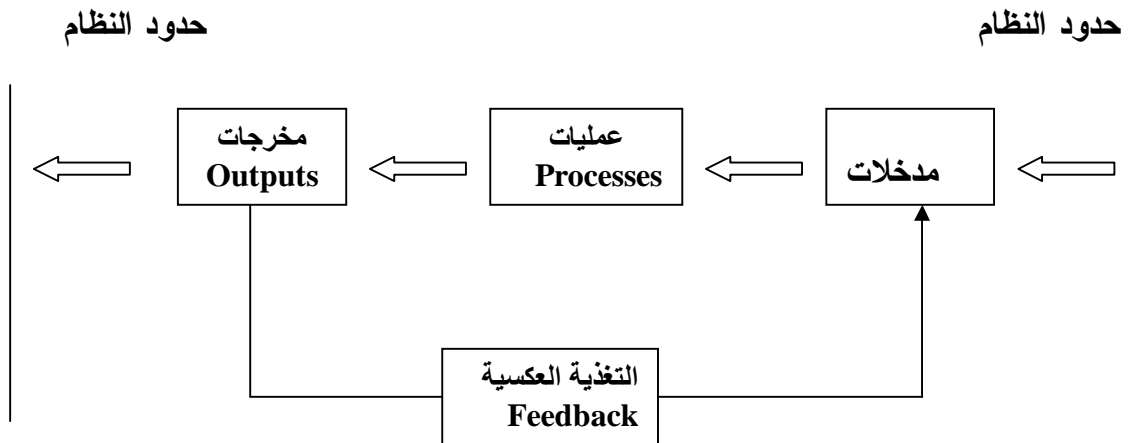 حدود النظام
حدود النظام
مدخلات
عمليات
Processes
مخرجات
Outputs
التغذية العكسية
Feedback